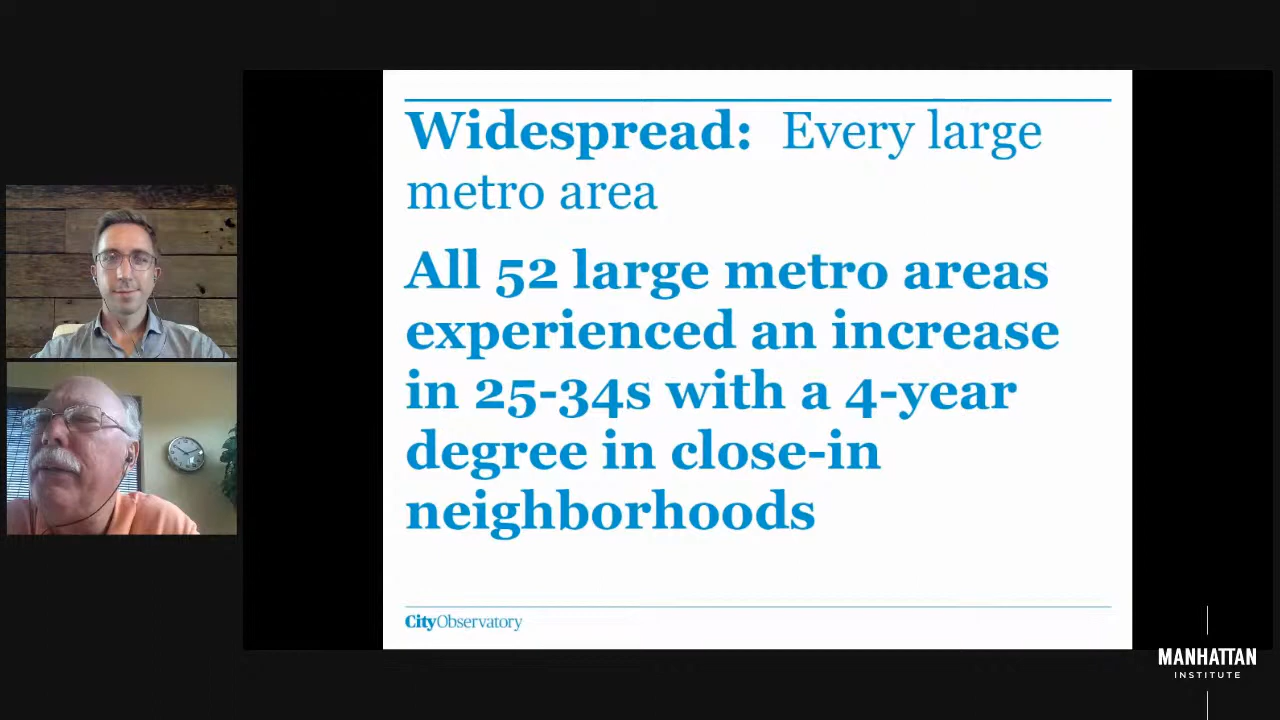 Widespread: Every large
metro area
All 52 large metro areas
experienced an increase
in 25-34s with a 4-year
degree in close-in
neighborhoods
CityObservatory
MANHATTAN
INSTITUTE